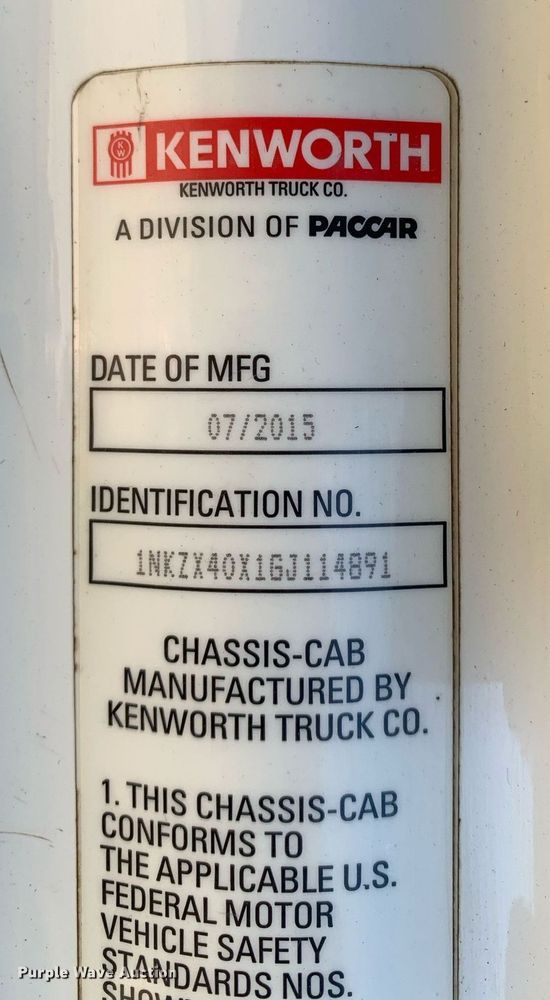 KW KENWORTH
KENWORTH TRUCK CO.
A DIVISION OF PACCAR
DATE OF MFG
07/2015
IDENTIFICATION NO.
1NKZX40X1GJ114891
CHASSIS-CAB
MANUFACTURED BY
KENWORTH TRUCK CO.
1. THIS CHASSIS-CAB
CONFORMS TO
THE APPLICABLE U.S.
FEDERAL MOTOR
VEHICLE SAFETY
STANDARDS NOS.
Purple Wave Auction